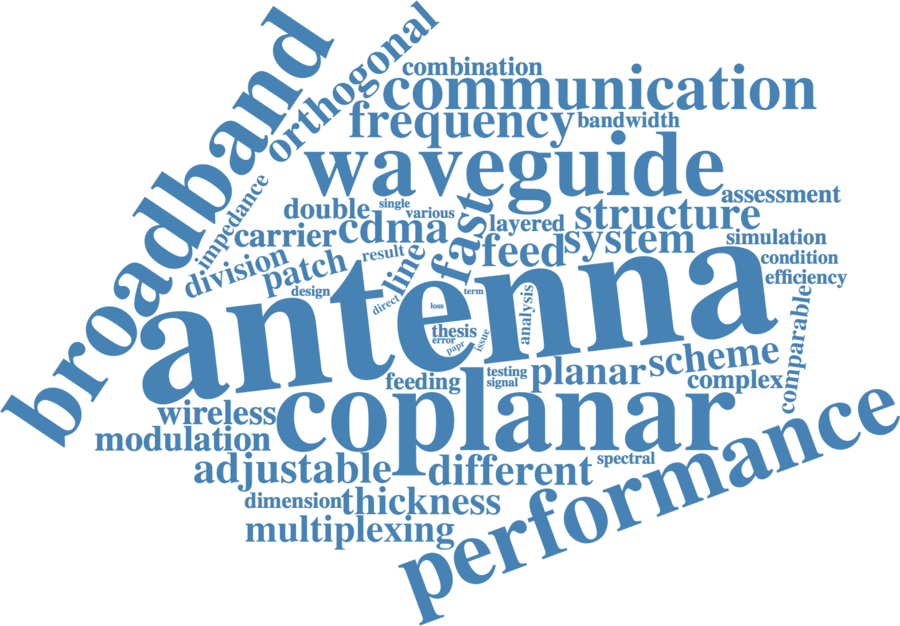 broadband
orthogonal
combination
communication
frequency
bandwidth
waveguide
impedance
assessment
double
single
various
fast
layered
structure
carrier
cdma
feed
system
simulation
division
patch
result
line
condition
efficiency
design
direct
antenna
loss
term
analysis
thesis
error
papr
issue
comparable
feeding
testing
signal
planar
scheme
complex
wireless
coplanar
modulation
performance
adjustable
different
spectral
dimension
thickness
multiplexing